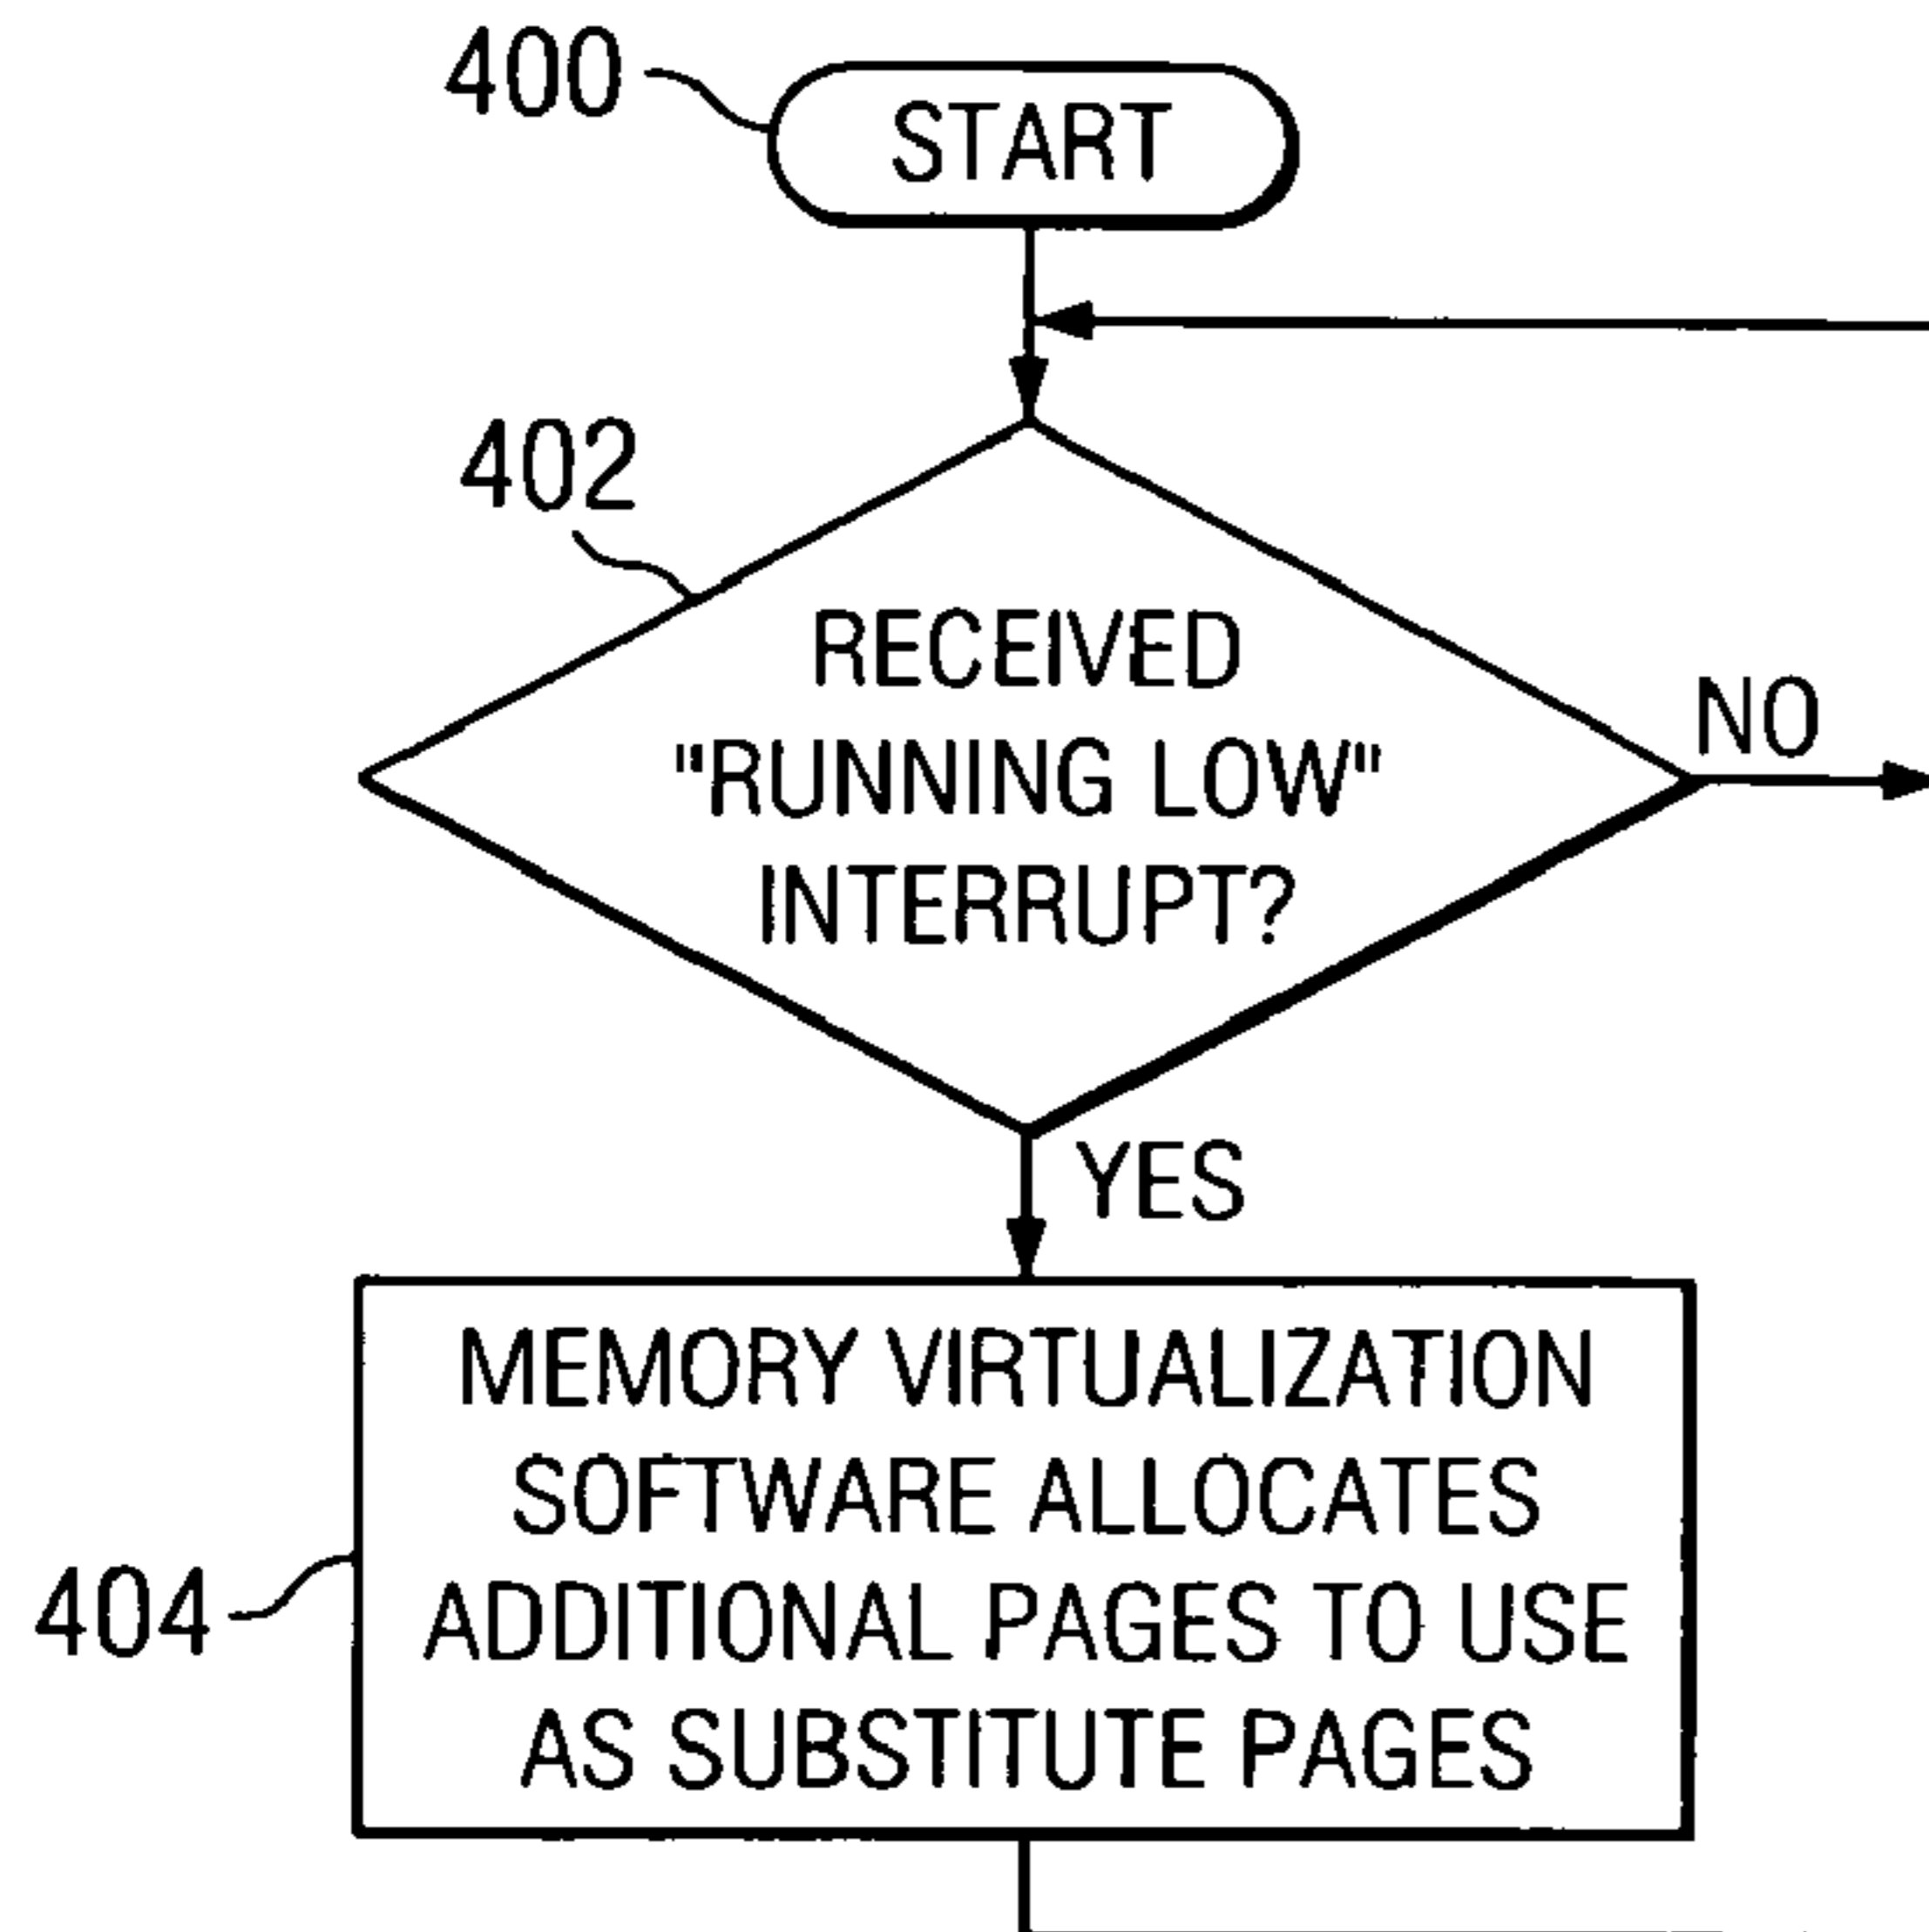 400
START
402
RECEIVED
"RUNNING LOW"
INTERRUPT?
NO
YES
MEMORY VIRTUALIZATION
SOFTWARE ALLOCATES
ADDITIONAL PAGES TO USE
AS SUBSTITUTE PAGES
404